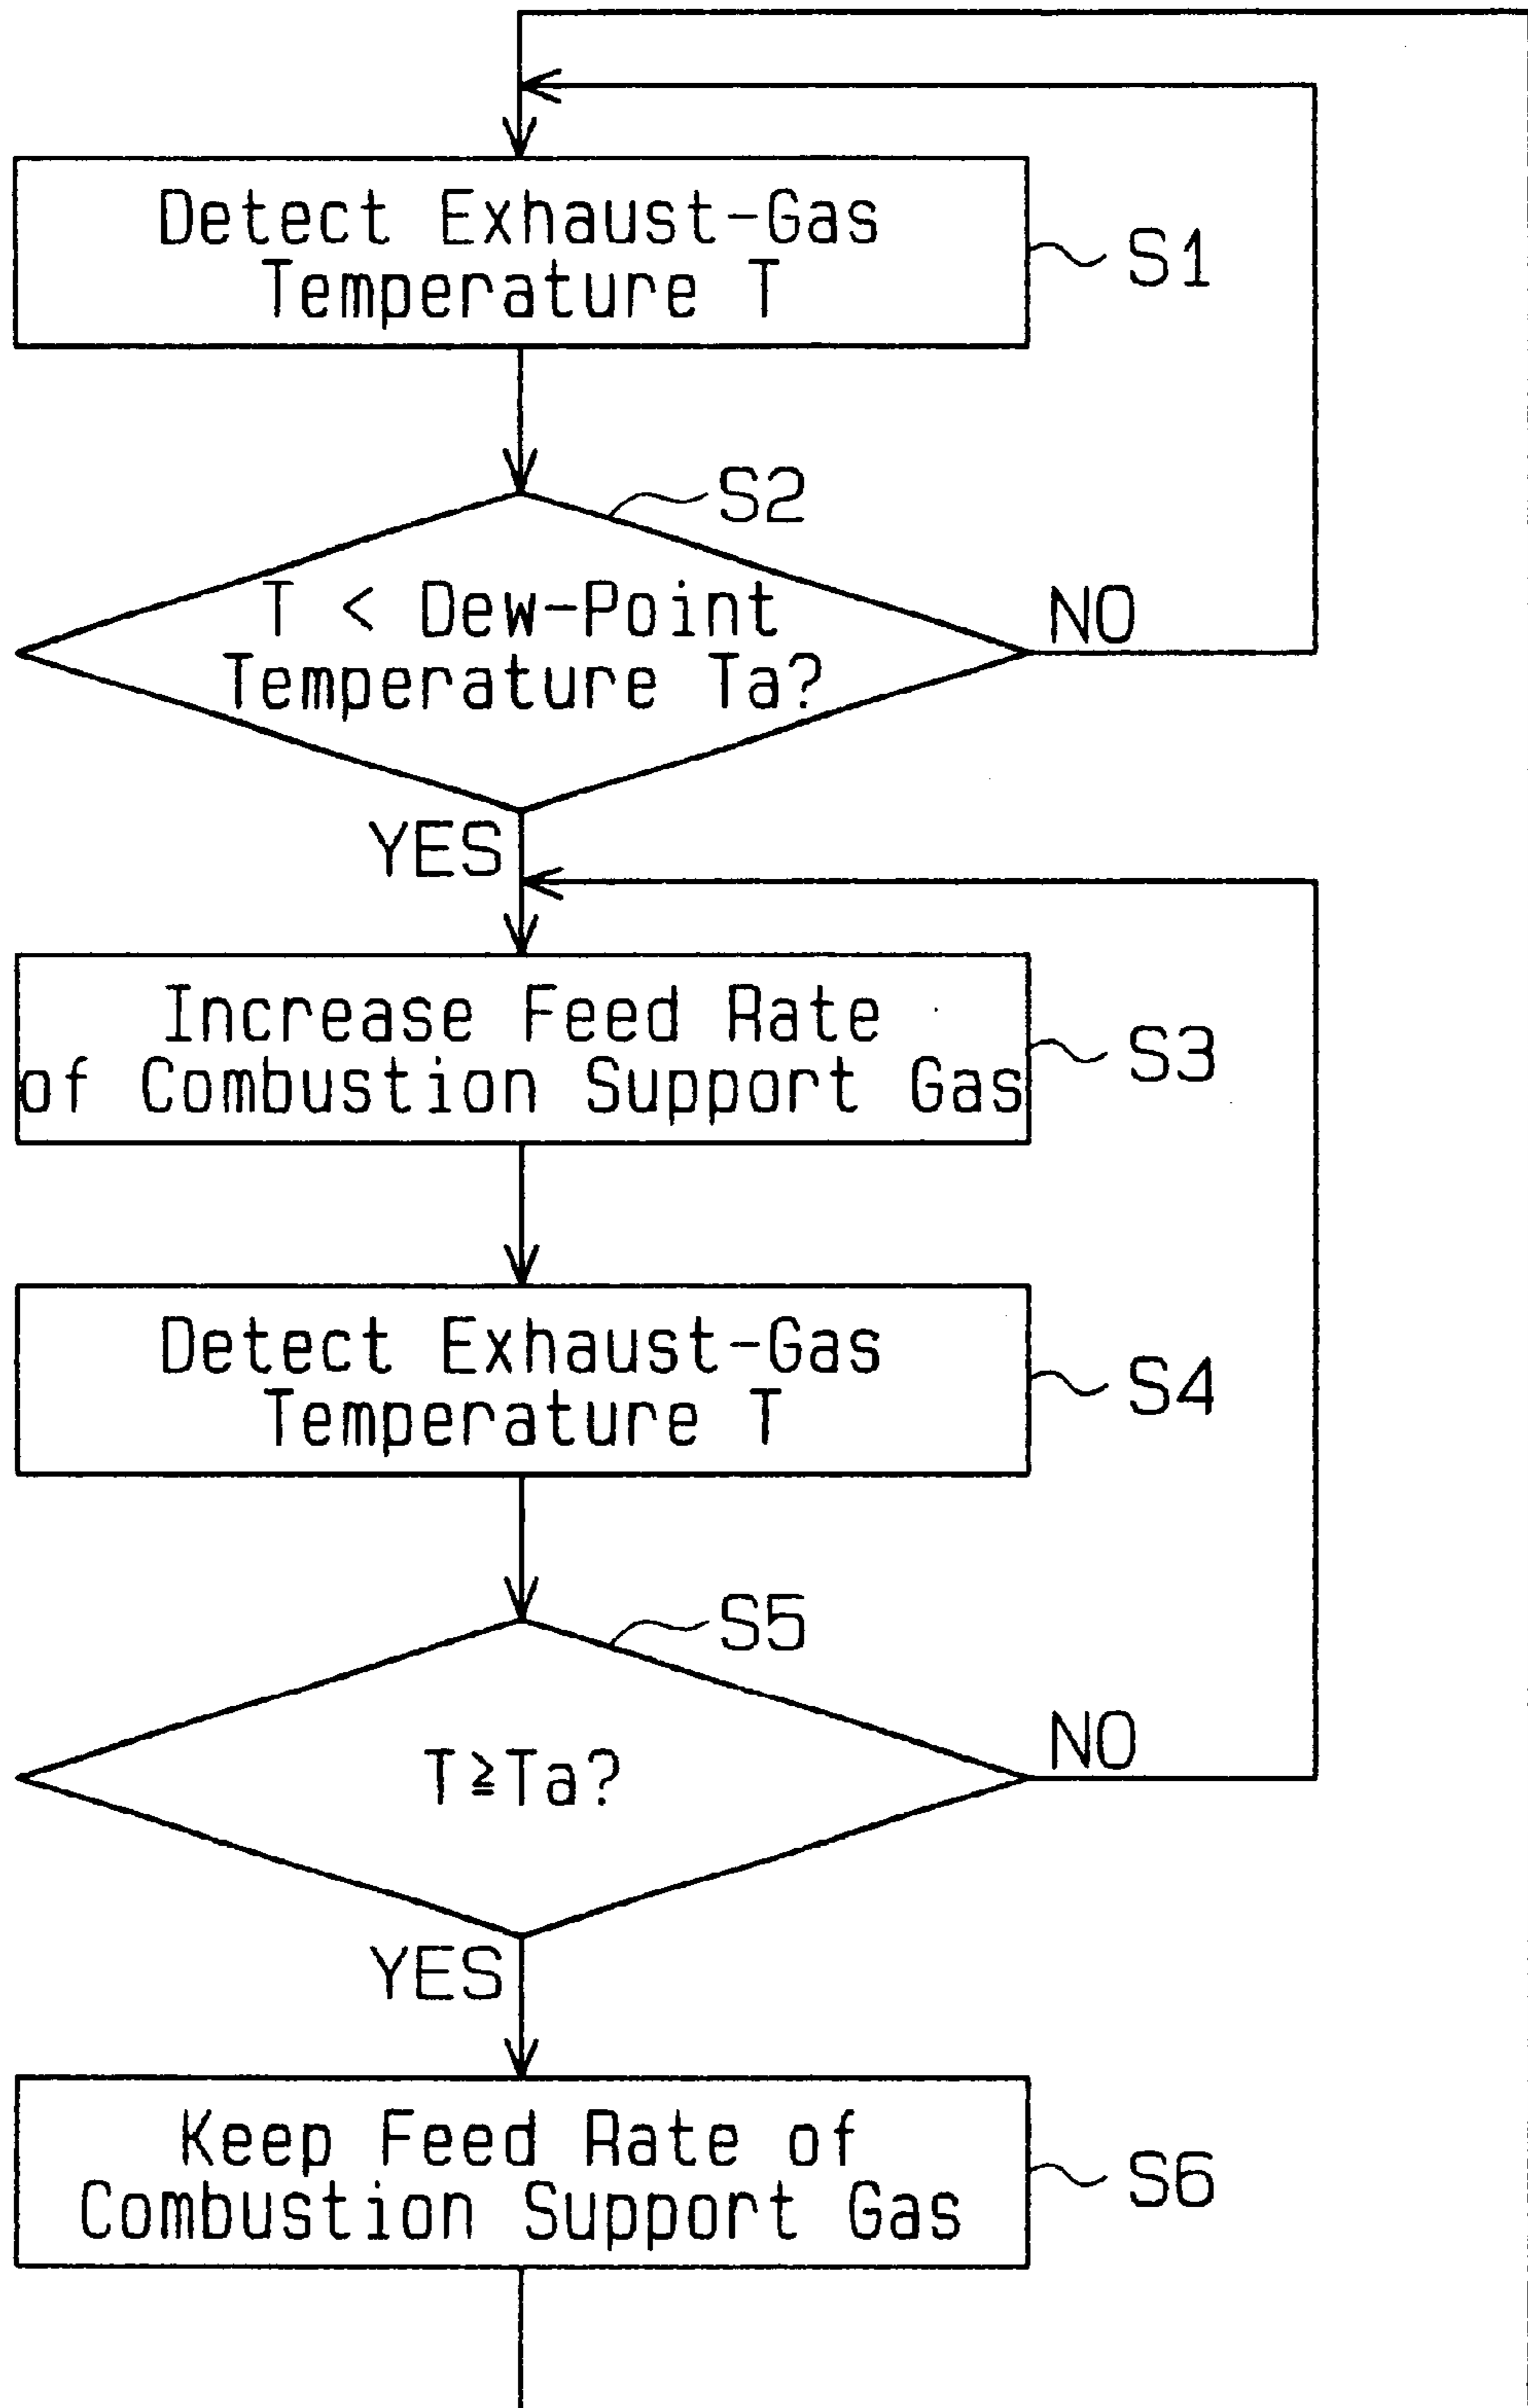 Detect Exhaust-Gas
Temperature T
S1
S2
T < Dew-Point
Temperature Ta?
NO
YES
Increase Feed Rate
of Combustion Support Gas
S3
Detect Exhaust-Gas
Temperature T
S4
S5
T≧Ta?
NO
YES
Keep Feed Rate of
Combustion Support Gas
S6